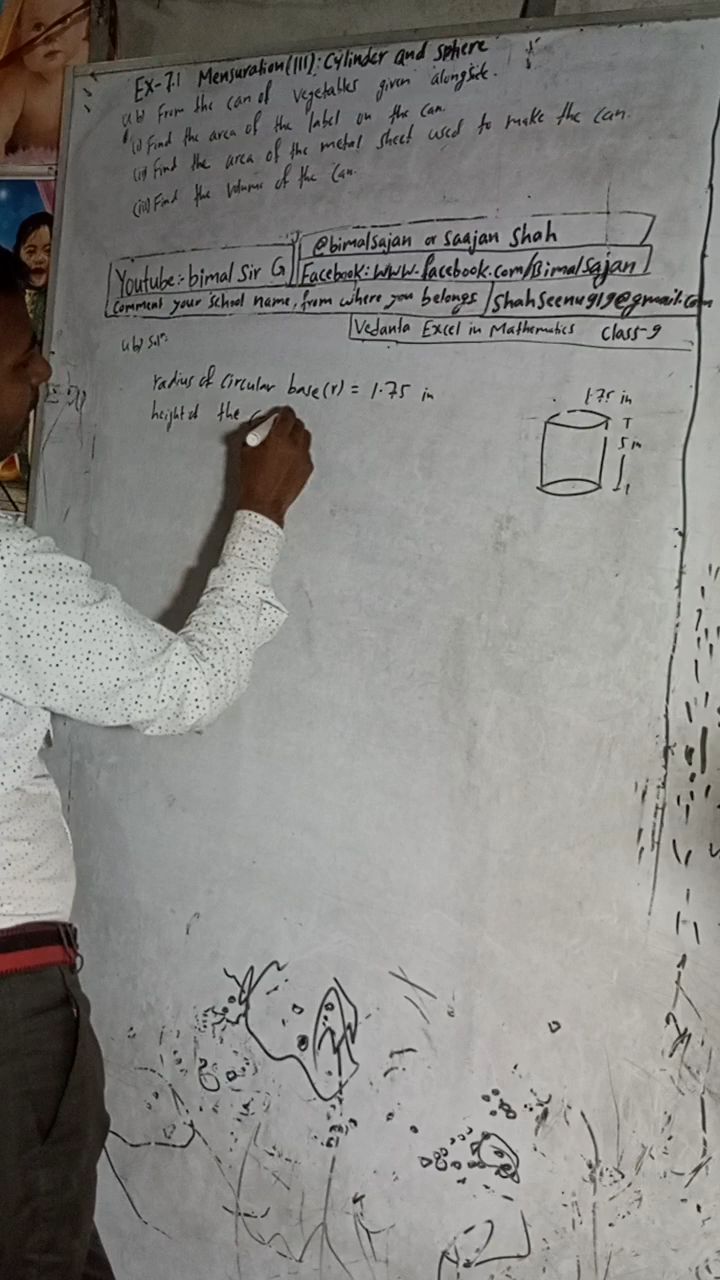 Ex-7.1 Mensuration(III): Cylinder and sphere
4.b) From the can of vegetables given alongside.
(i) Find the area of the label on the can.
(ii) Find the area of the metal sheet used to make the can.
(iii) Find the volume of the can.
@bimalsajan or Saajan Shah
Youtube:- bimal Sir G
Facebook: www.facebook.com/Bimalsajan
Comment your School name, from where you belongs
Shahseenu919@gmail.com
Vedanta Excel in Mathematics Class-9
4.b) Solⁿ:
radius of circular base(r) = 1.75 in
height of the
1.75 in
5 in